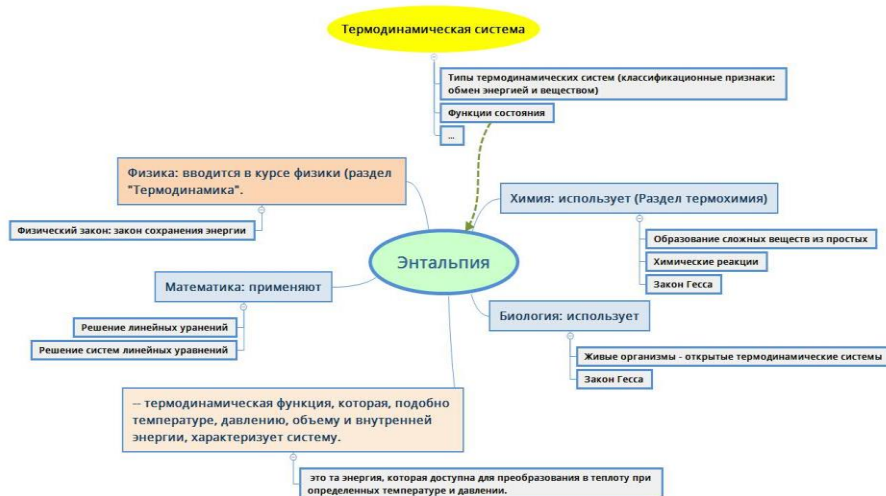 Термодинамическая система
Типы термодинамических систем (классификационные признаки:
обмен энергией и веществом)
Функции состояния
...
Физика: вводится в курсе физики (раздел
"Термодинамика".
Физический закон: закон сохранения энергии
Химия: использует (Раздел термохимия)
Образование сложных веществ из простых
Химические реакции
Закон Гесса
Энтальпия
Математика: применяют
Решение линейных уранений
Решение систем линейных уравнений
Биология: использует
Живые организмы - открытые термодинамические системы
Закон Гесса
— термодинамическая функция, которая, подобно
температуре, давлению, объему и внутренней
энергии, характеризует систему.
это та энергия, которая доступна для преобразования в теплоту при
определенных температуре и давлении.